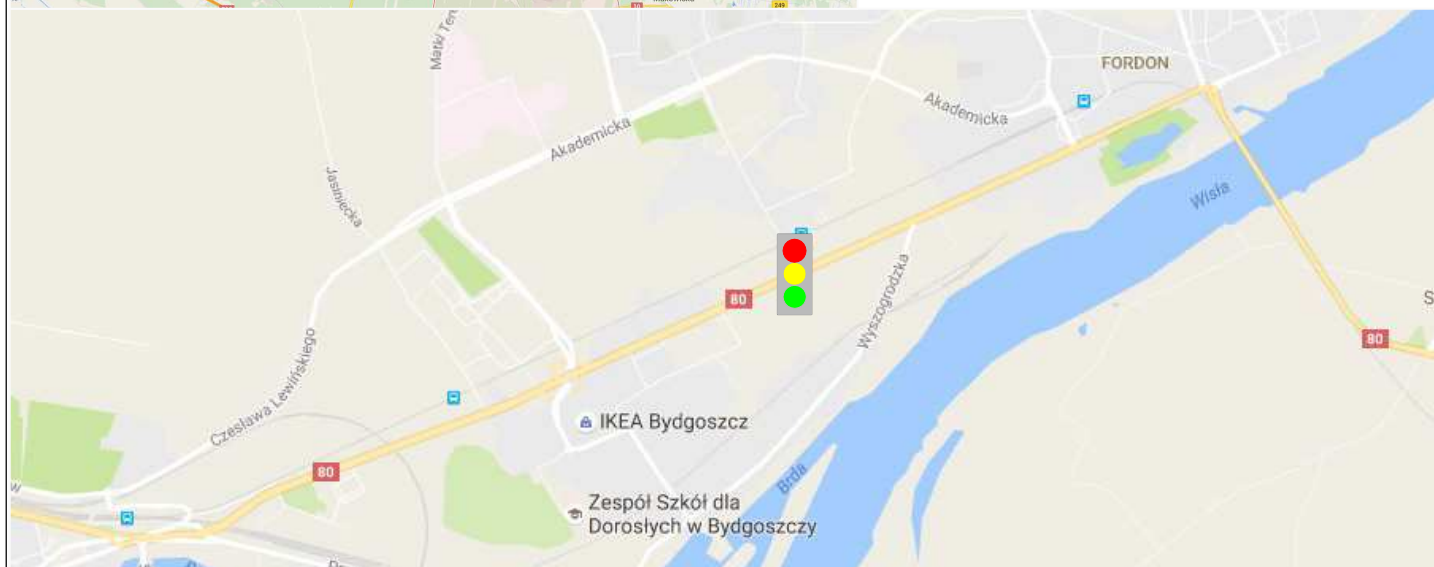 249
Matki Ter
FORDON
Akademicka
Akademicka
Jasiniecka
Wisła
80
Wyszogrodzka
80
Czesława Lewińskiego
IKEA Bydgoszcz
80
Brda
Zespół Szkół dla
Dorosłych w Bydgoszczy